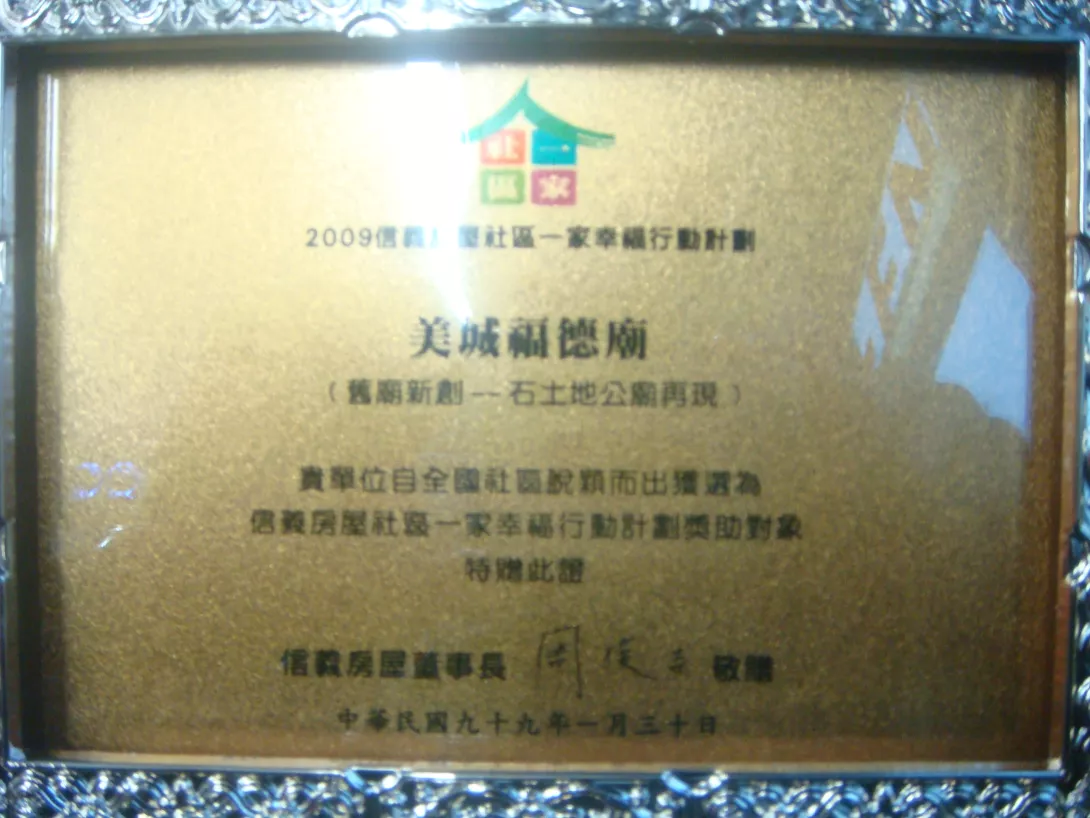 社一
區家
2009信義房屋社區一家幸福行動計劃
美城福德廟
（舊廟新創--石土地公廟再現）
貴單位自全國社區脫穎而出獲選為
信義房屋社區一家幸福行動計劃獎助對象
特贈此證
信義房屋董事長 周俊吉 敬贈
中華民國九十九年一月三十日